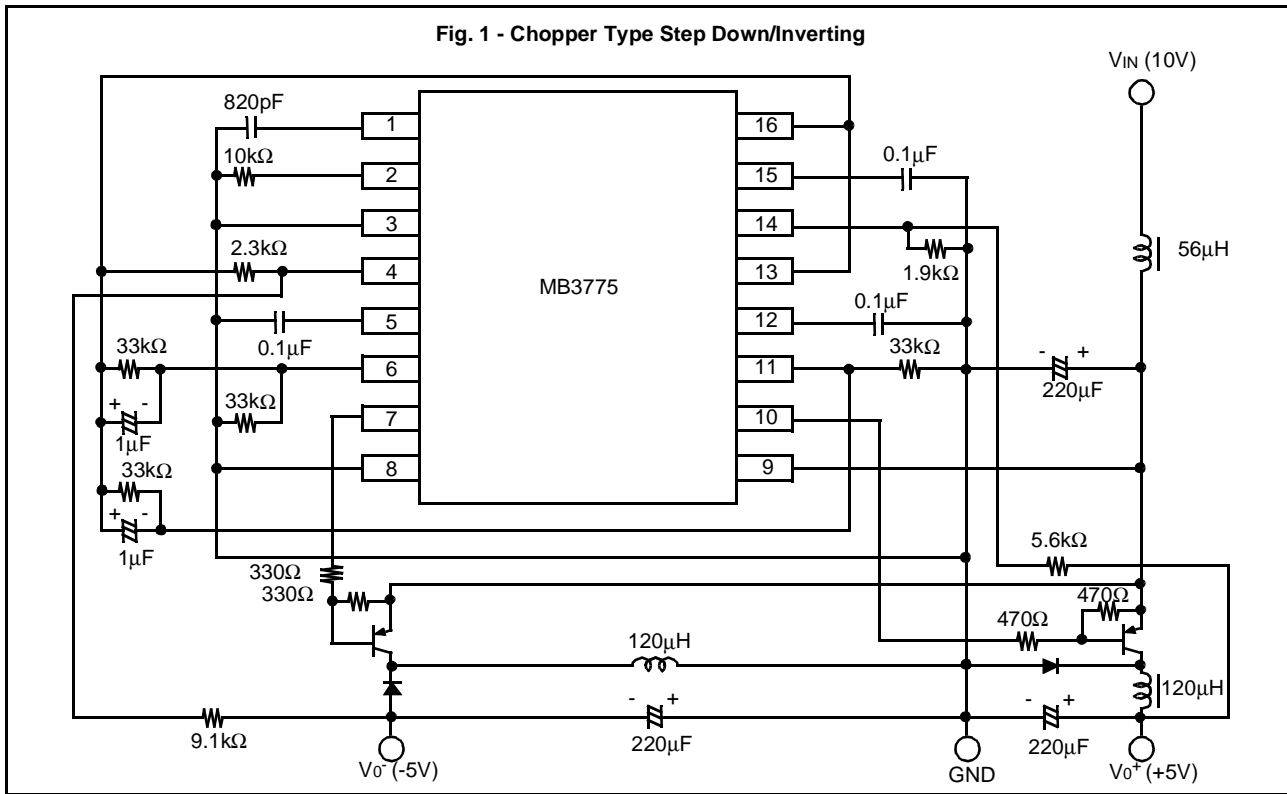 Fig. 1 - Chopper Type Step Down/Inverting
VIN (10V)
820pF
1
16
10kΩ
0.1µF
2
15
3
14
2.3kΩ
1.9kΩ
56µH
4
13
MB3775
0.1µF
5
12
33kΩ
0.1µF
33kΩ
6
11
- +
220µF
+ -
33kΩ
7
10
1µF
33kΩ
8
9
+ -
1µF
5.6kΩ
330Ω
330Ω
470Ω
470Ω
120µH
120µH
- +
- +
9.1kΩ
220µF
220µF
V0- (-5V)
GND
V0+ (+5V)